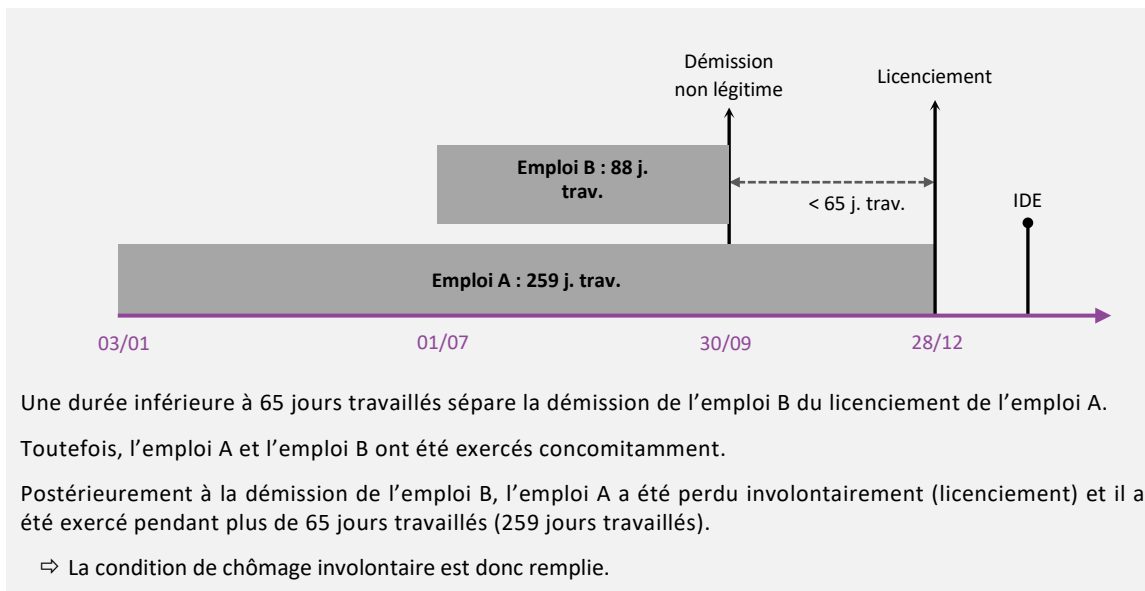 Démission
non légitime
Licenciement
Emploi B : 88 j.
trav.
< 65 j. trav.
IDE
Emploi A : 259 j. trav.
03/01
01/07
30/09
28/12
Une durée inférieure à 65 jours travaillés sépare la démission de l’emploi B du licenciement de l’emploi A.
Toutefois, l’emploi A et l’emploi B ont été exercés concomitamment.
Postérieurement à la démission de l’emploi B, l’emploi A a été perdu involontairement (licenciement) et il a
été exercé pendant plus de 65 jours travaillés (259 jours travaillés).
⇨ La condition de chômage involontaire est donc remplie.